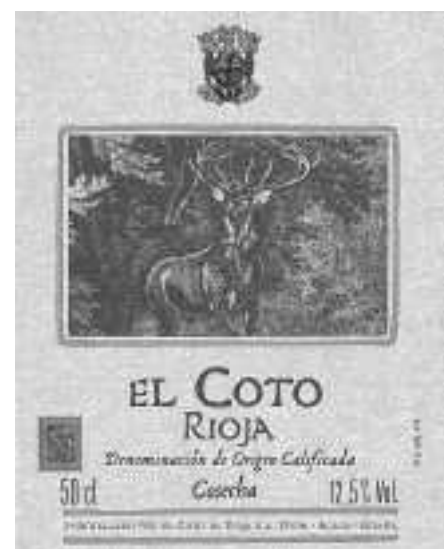 EL COTO
RIOJA
Denominación de Origen Calificada
50 cl. Cosecha 12,5% Vol.